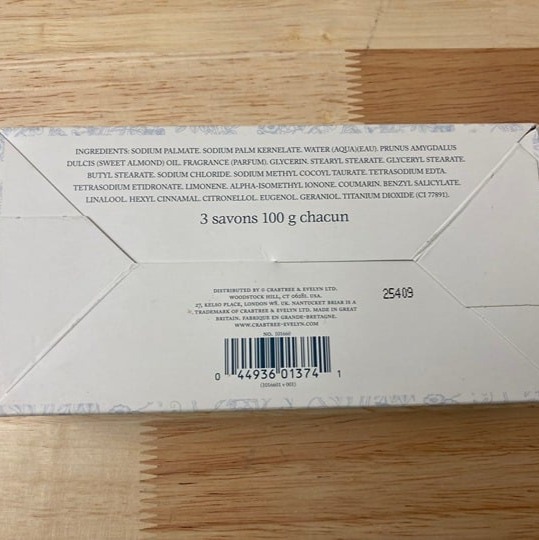 INGREDIENTS: SODIUM PALMATE. SODIUM PALM KERNELATE. WATER (AQUA)(EAU). PRUNUS AMYGDALUS
DULCIS (SWEET ALMOND) OIL. FRAGRANCE (PARFUM). GLYCERIN. STEARYL STEARATE. GLYCERYL STEARATE.
BUTYL STEARATE. SODIUM CHLORIDE. SODIUM METHYL COCOYL TAURATE. TETRASODIUM EDTA.
TETRASODIUM ETIDRONATE. LIMONENE. ALPHA-ISOMETHYL IONONE. COUMARIN. BENZYL SALICYLATE.
LINALOOL. HEXYL CINNAMAL. CITRONELLOL. EUGENOL. GERANIOL. TITANIUM DIOXIDE (CI 77891).
3 savons 100 g chacun
DISTRIBUTED BY © CRABTREE & EVELYN LTD.
WOODSTOCK HILL, CT 06281. USA.
27, KELSO PLACE, LONDON W8. UK. NANTUCKET BRIAR IS A
TRADEMARK OF CRABTREE & EVELYN LTD. MADE IN GREAT
BRITAIN, FABRIQUE EN GRANDE-BRETAGNE.
WWW.CRABTREE-EVELYN.COM
25409
NO.
0 44936 01374 1